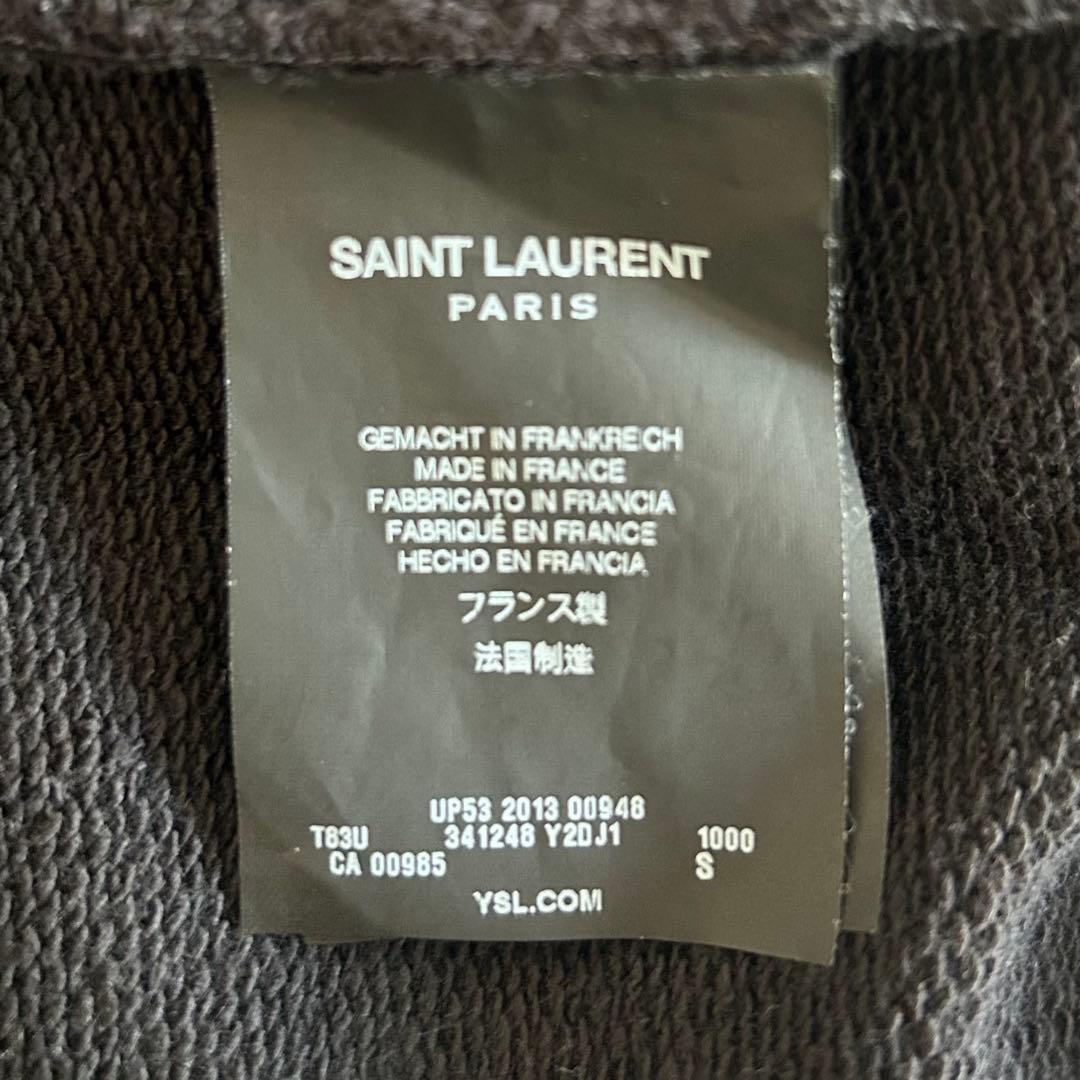 SAINT LAURENT
PARIS
GEMACHT IN FRANKREICH
MADE IN FRANCE
FABBRICATO IN FRANCIA
FABRIQUÉ EN FRANCE
HECHO EN FRANCIA
フランス製
法国制造
UP53 2013 00948
T83U 341248 Y2DJ1 1000
CA 00985 S
YSL.COM